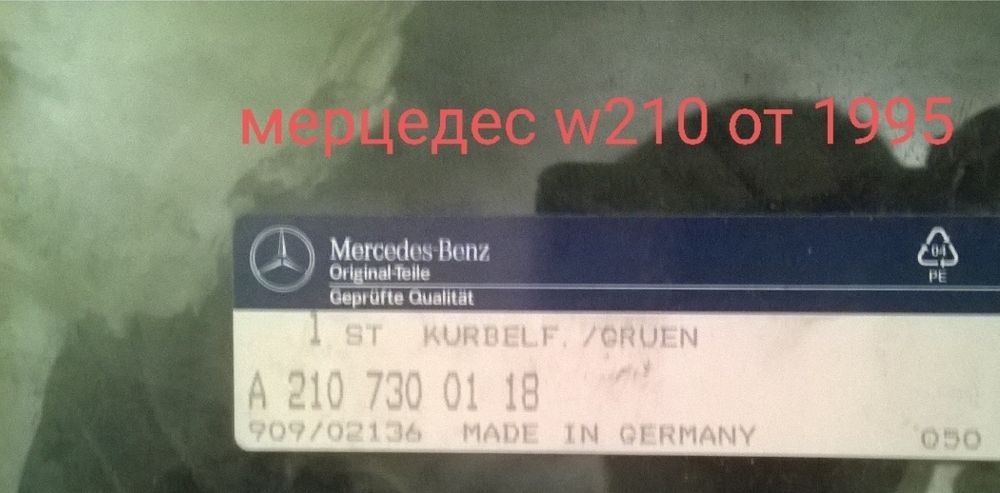 мерцедес w210 от 1995
Mercedes-Benz
Original-Teile
Geprüfte Qualität
04
PE
1 ST KURBELF./GRUEN
A 210 730 01 18
909/02136 MADE IN GERMANY 050